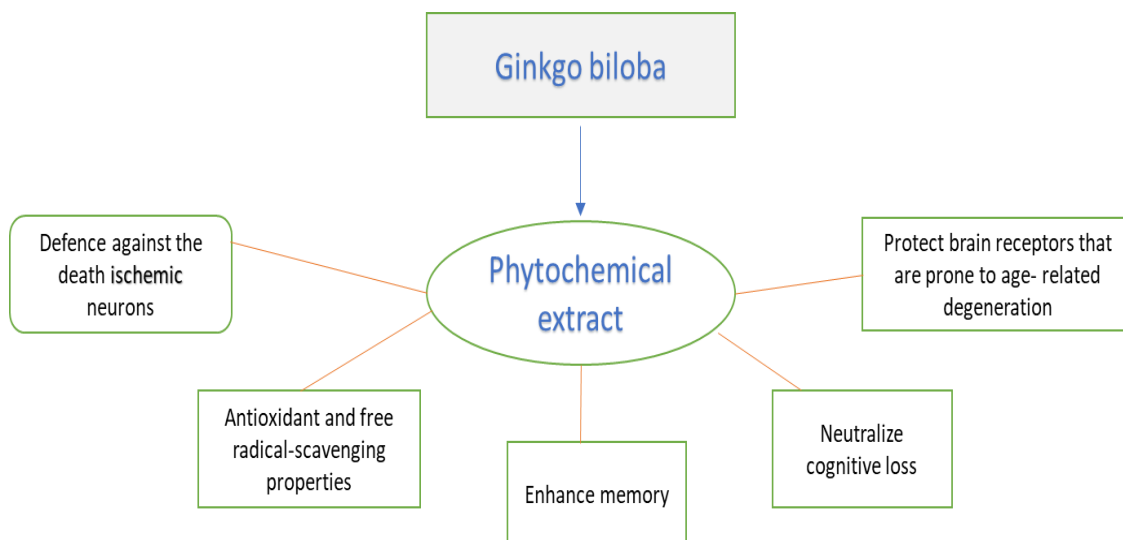 Ginkgo biloba
Phytochemical
extract
Defence against the
death ischemic
neurons
Protect brain receptors that
are prone to age- related
degeneration
Antioxidant and free
radical-scavenging
properties
Enhance memory
Neutralize
cognitive loss